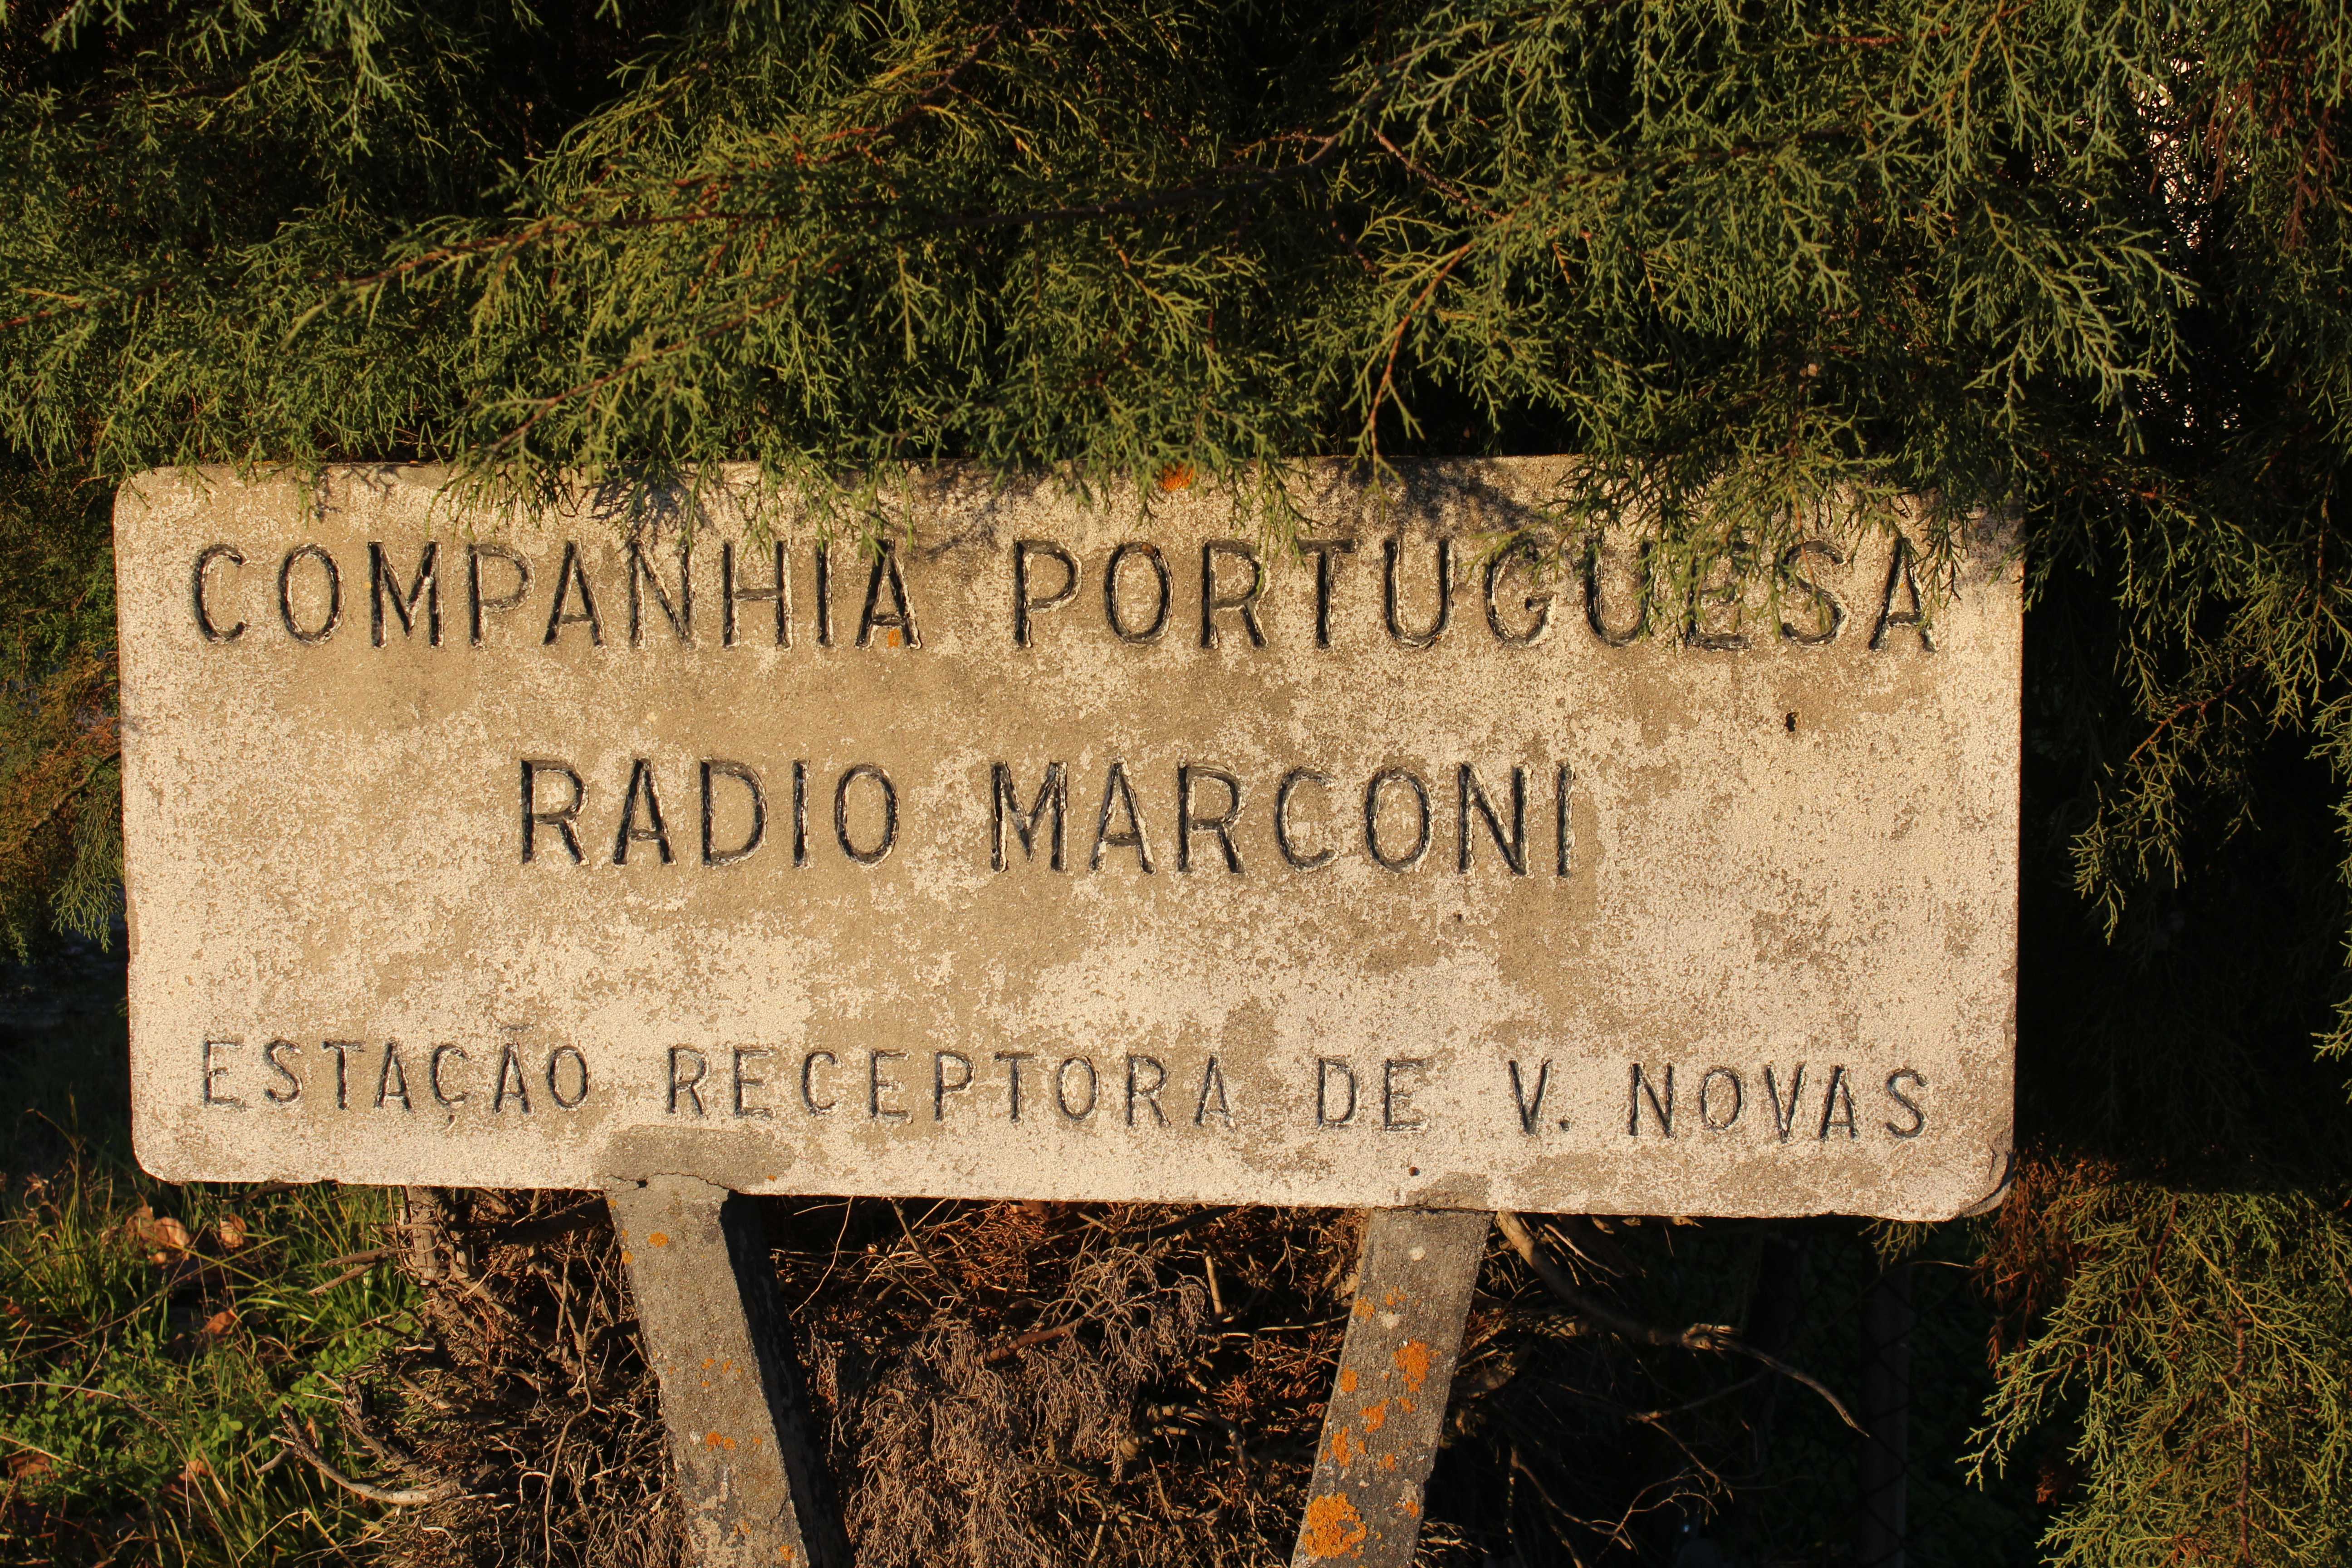 COMPANHIA PORTUGUESA
RADIO MARCONI
ESTAÇÃO RECEPTORA DE V. NOVAS